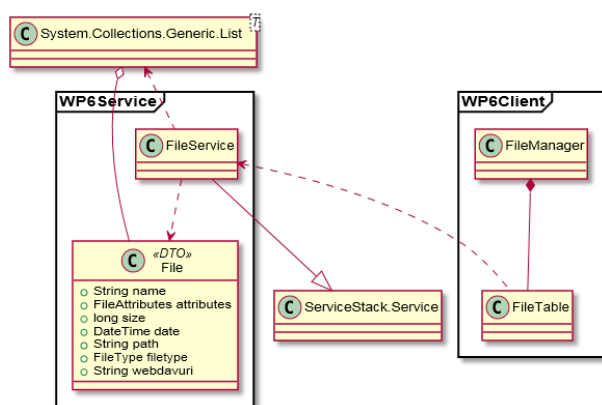 C System.Collections.Generic.List T
WP6Service
WP6Client
C FileService
C FileManager
C «DTO»
File
String name
FileAttributes attributes
long size
DateTime date
String path
FileType filetype
String webdavuri
C ServiceStack.Service
C FileTable